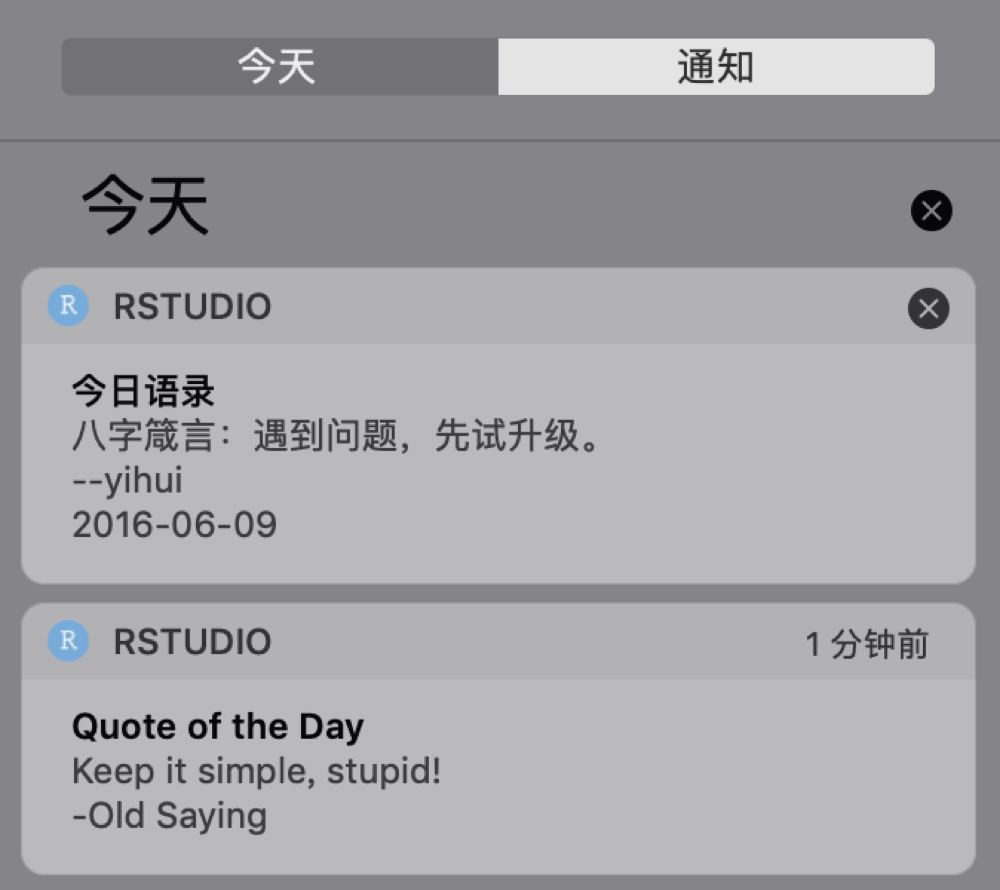 今天
通知
今天
R RSTUDIO
今日语录
八字箴言：遇到问题，先试升级。
--yihui
2016-06-09
R RSTUDIO 1 分钟前
Quote of the Day
Keep it simple, stupid!
-Old Saying